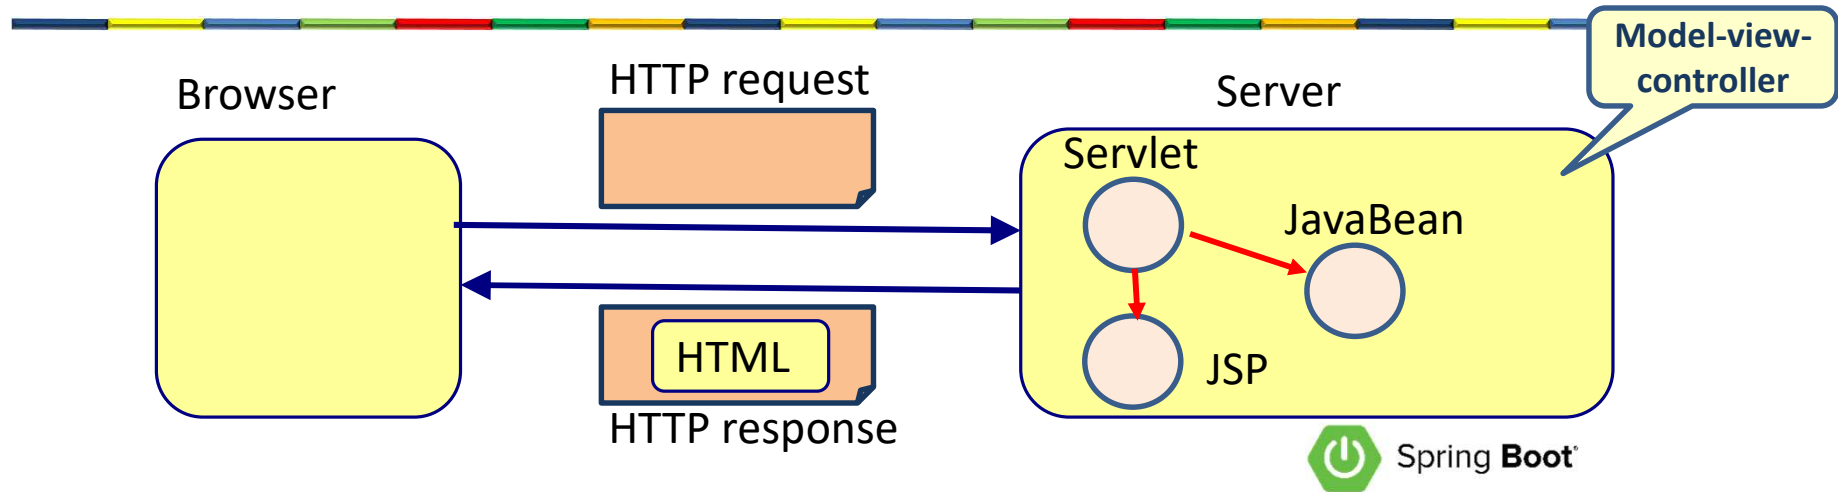 Model-view-
controller
Browser
HTTP request
Server
Servlet
JavaBean
HTML
JSP
HTTP response
Spring Boot